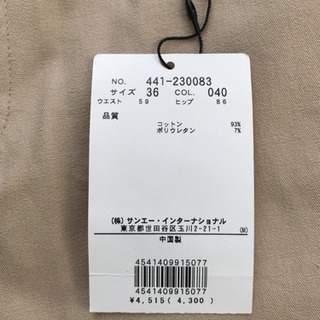 NO. 441-230083
サイズ 36 COL. 040
ウエスト 59 ヒップ 86
品質
コットン 93%
ポリウレタン 7%
(株)サンエー・インターナショナル
東京都世田谷区玉川2-21-1 (M)
中国製
4541409915077
4541409915077
¥4,515(4,300)